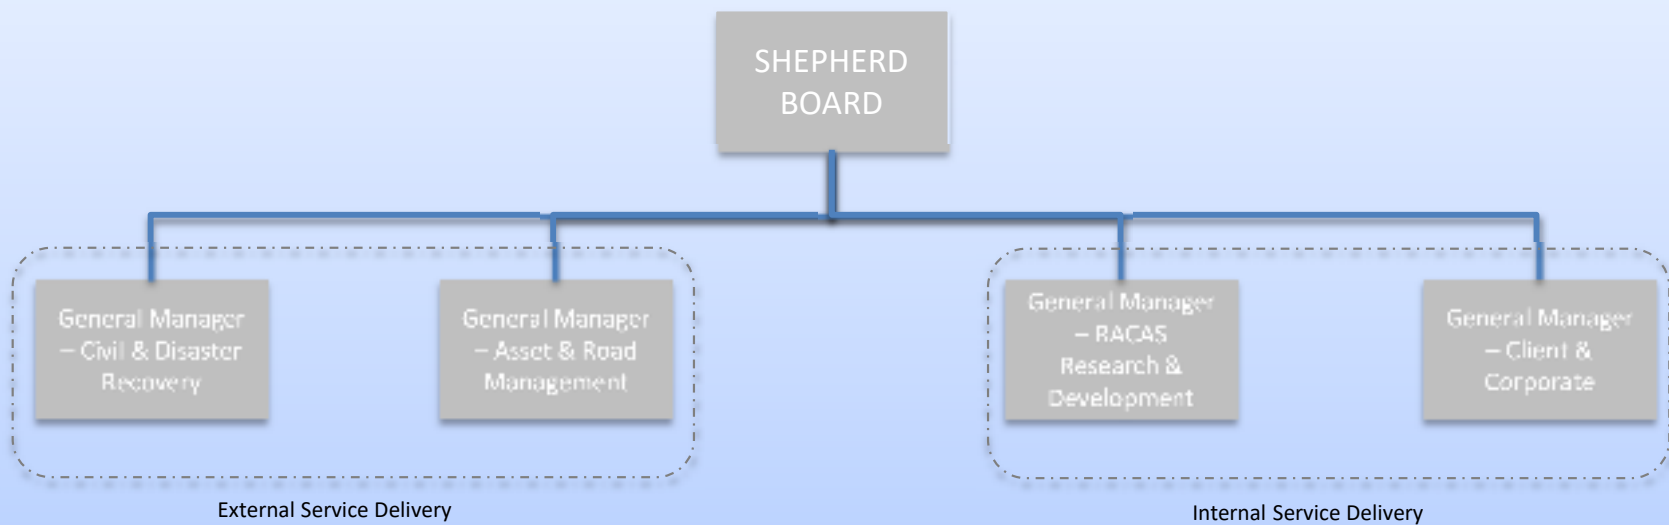 SHEPHERD
BOARD
General Manager
– Civil & Disaster
Recovery
General Manager
– Asset & Road
Management
General Manager
– RACAS
Research &
Development
General Manager
– Client &
Corporate
External Service Delivery
Internal Service Delivery